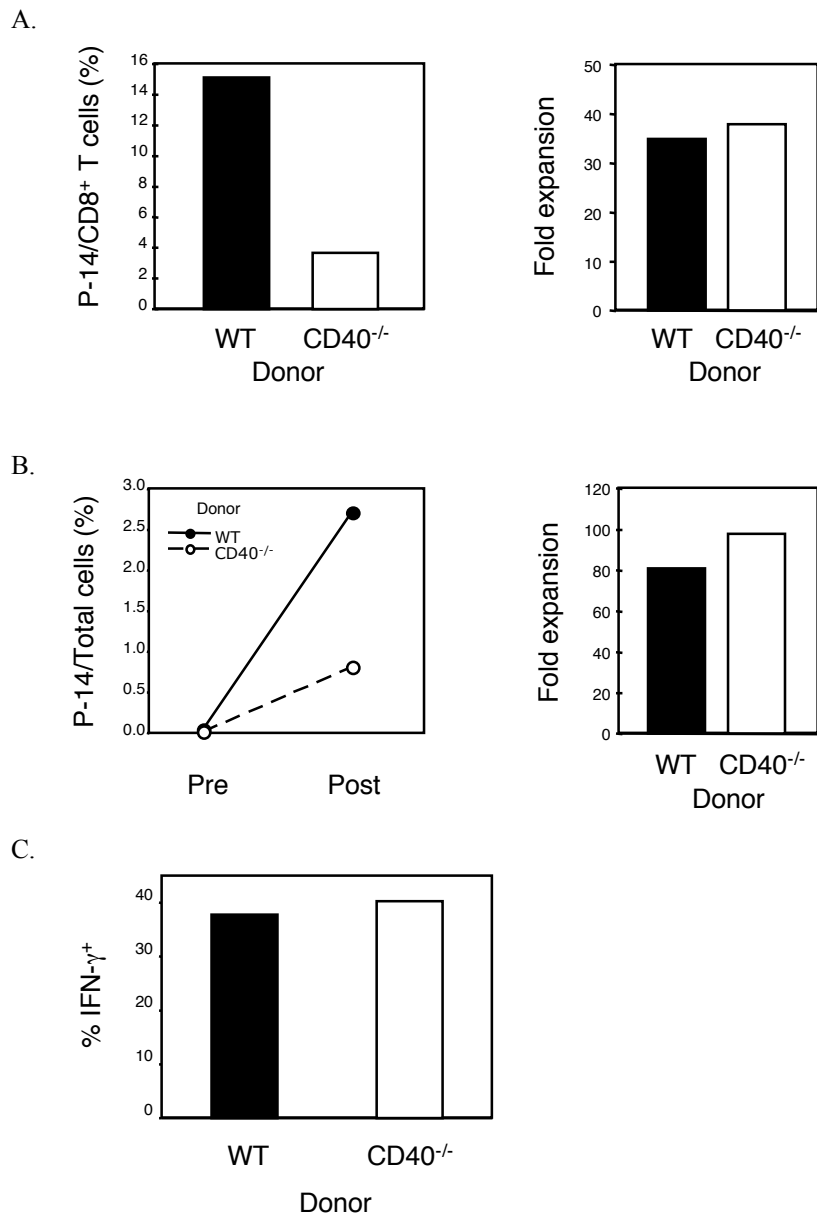 A.
P-14/CD8+ T cells (%)
16
14
12
10
8
6
4
2
0
WT CD40-/-
Donor
Fold expansion
50
40
30
20
10
0
WT CD40-/-
Donor
B.
P-14/Total cells (%)
3.0
2.5
2.0
1.5
1.0
0.5
0.0
Donor
WT
CD40-/-
Pre Post
Fold expansion
120
100
80
60
40
20
0
WT CD40-/-
Donor
C.
% IFN-γ+
40
30
20
10
0
WT CD40-/-
Donor